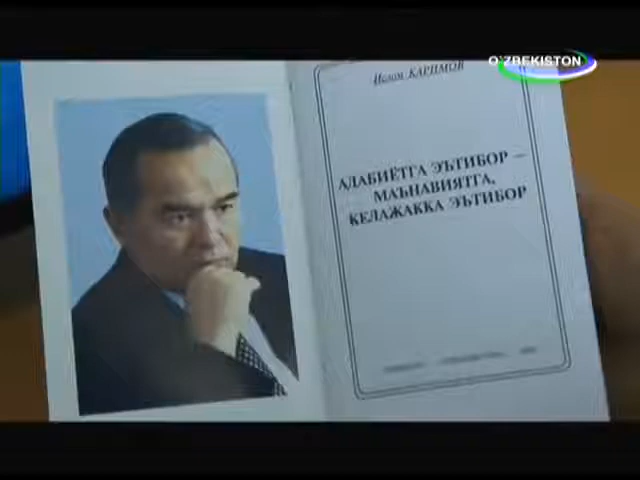 O'ZBEKISTON
Ислом КАРИМОВ
АДАБИЁТГА ЭЪТИБОР —
МАЪНАВИЯТГА,
КЕЛАЖАККА ЭЪТИБОР